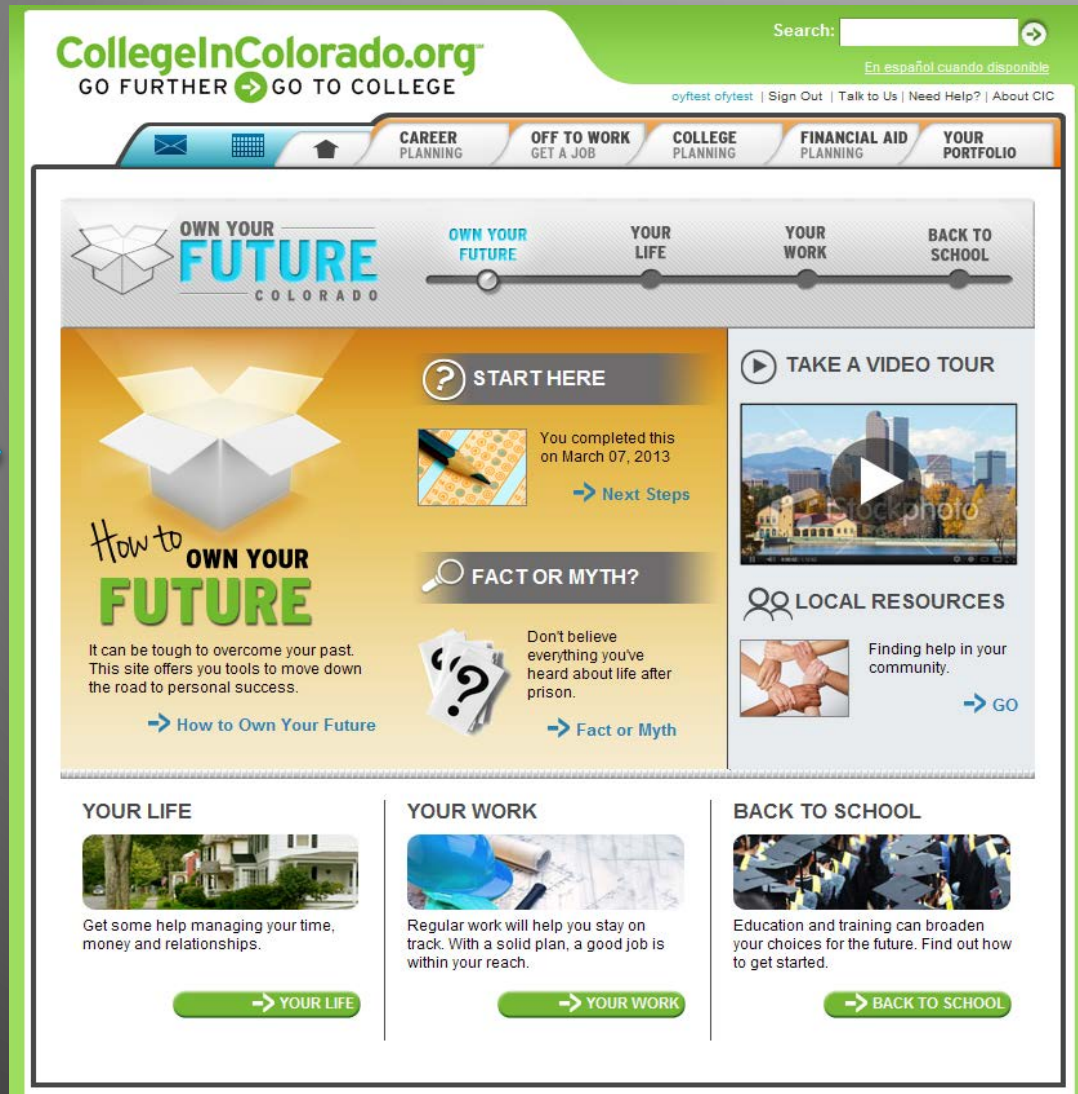 CollegeInColorado.org
GO FURTHER GO TO COLLEGE
Search:
En español cuando disponible
oyftest ofytest | Sign Out | Talk to Us | Need Help? | About CIC
CAREER
PLANNING
OFF TO WORK
GET A JOB
COLLEGE
PLANNING
FINANCIAL AID
PLANNING
YOUR
PORTFOLIO
OWN YOUR
FUTURE
COLORADO
OWN YOUR
FUTURE
YOUR
LIFE
YOUR
WORK
BACK TO
SCHOOL
How to
OWN YOUR
FUTURE
It can be tough to overcome your past.
This site offers you tools to move down
the road to personal success.
How to Own Your Future
? START HERE
You completed this
on March 07, 2013
Next Steps
FACT OR MYTH?
? ?
Don't believe
everything you've
heard about life after
prison.
Fact or Myth
TAKE A VIDEO TOUR
iStockphoto
LOCAL RESOURCES
Finding help in your
community.
GO
YOUR LIFE
Get some help managing your time,
money and relationships.
YOUR LIFE
YOUR WORK
Regular work will help you stay on
track. With a solid plan, a good job is
within your reach.
YOUR WORK
BACK TO SCHOOL
Education and training can broaden
your choices for the future. Find out how
to get started.
BACK TO SCHOOL